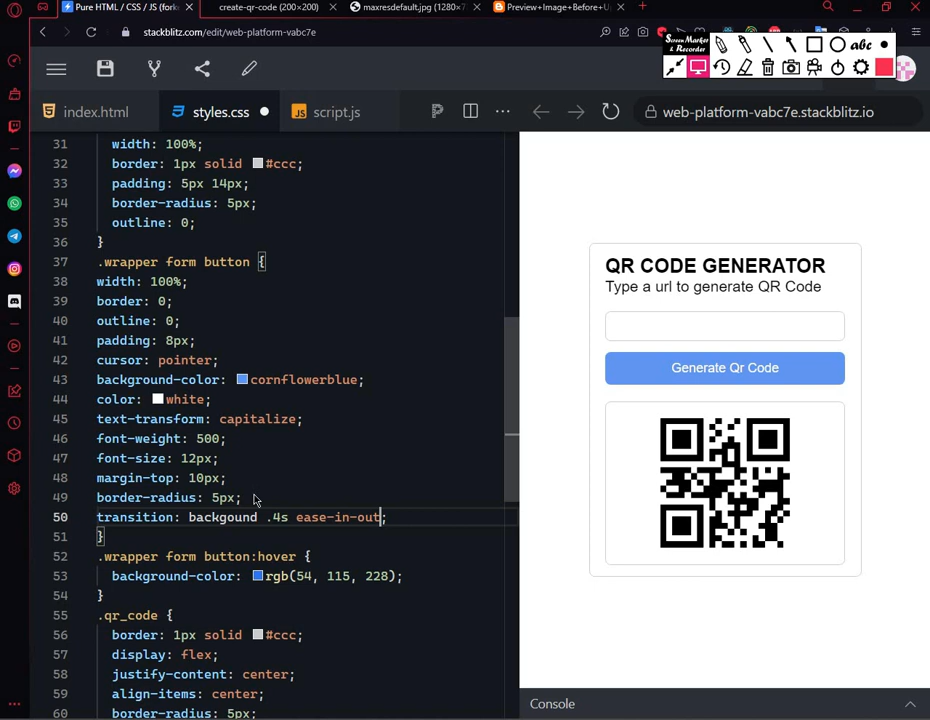 Pure HTML / CSS / JS (fork
create-qr-code (200×200)
maxresdefault.jpg (1280×7
Preview+Image+Before+U
stackblitz.com/edit/web-platform-vabc7e
Screen Marker
& Recorder
abc
index.html
styles.css
script.js
web-platform-vabc7e.stackblitz.io
31 width: 100%;
32 border: 1px solid #ccc;
33 padding: 5px 14px;
34 border-radius: 5px;
35 outline: 0;
36 }
37 .wrapper form button {
38 width: 100%;
39 border: 0;
40 outline: 0;
41 padding: 8px;
42 cursor: pointer;
43 background-color: cornflowerblue;
44 color: white;
45 text-transform: capitalize;
46 font-weight: 500;
47 font-size: 12px;
48 margin-top: 10px;
49 border-radius: 5px;
50 transition: backgound .4s ease-in-out;
51 }
52 .wrapper form button:hover {
53 background-color: rgb(54, 115, 228);
54 }
55 .qr_code {
56 border: 1px solid #ccc;
57 display: flex;
58 justify-content: center;
59 align-items: center;
60 border-radius: 5px;
QR CODE GENERATOR
Type a url to generate QR Code
Generate Qr Code
Console